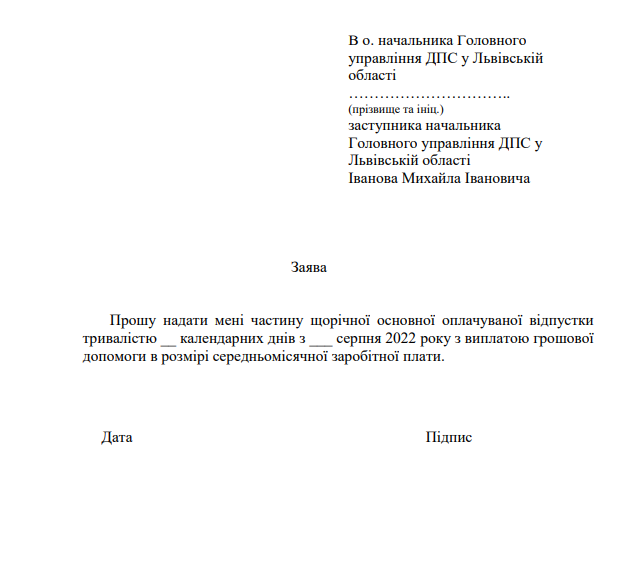 В о. начальника Головного
управління ДПС у Львівській
області
…………………………..
(прізвище та ініц.)
заступника начальника
Головного управління ДПС у
Львівській області
Іванова Михайла Івановича
Заява
Прошу надати мені частину щорічної основної оплачуваної відпустки
тривалістю __ календарних днів з ___ серпня 2022 року з виплатою грошової
допомоги в розмірі середньомісячної заробітної плати.
Дата Підпис